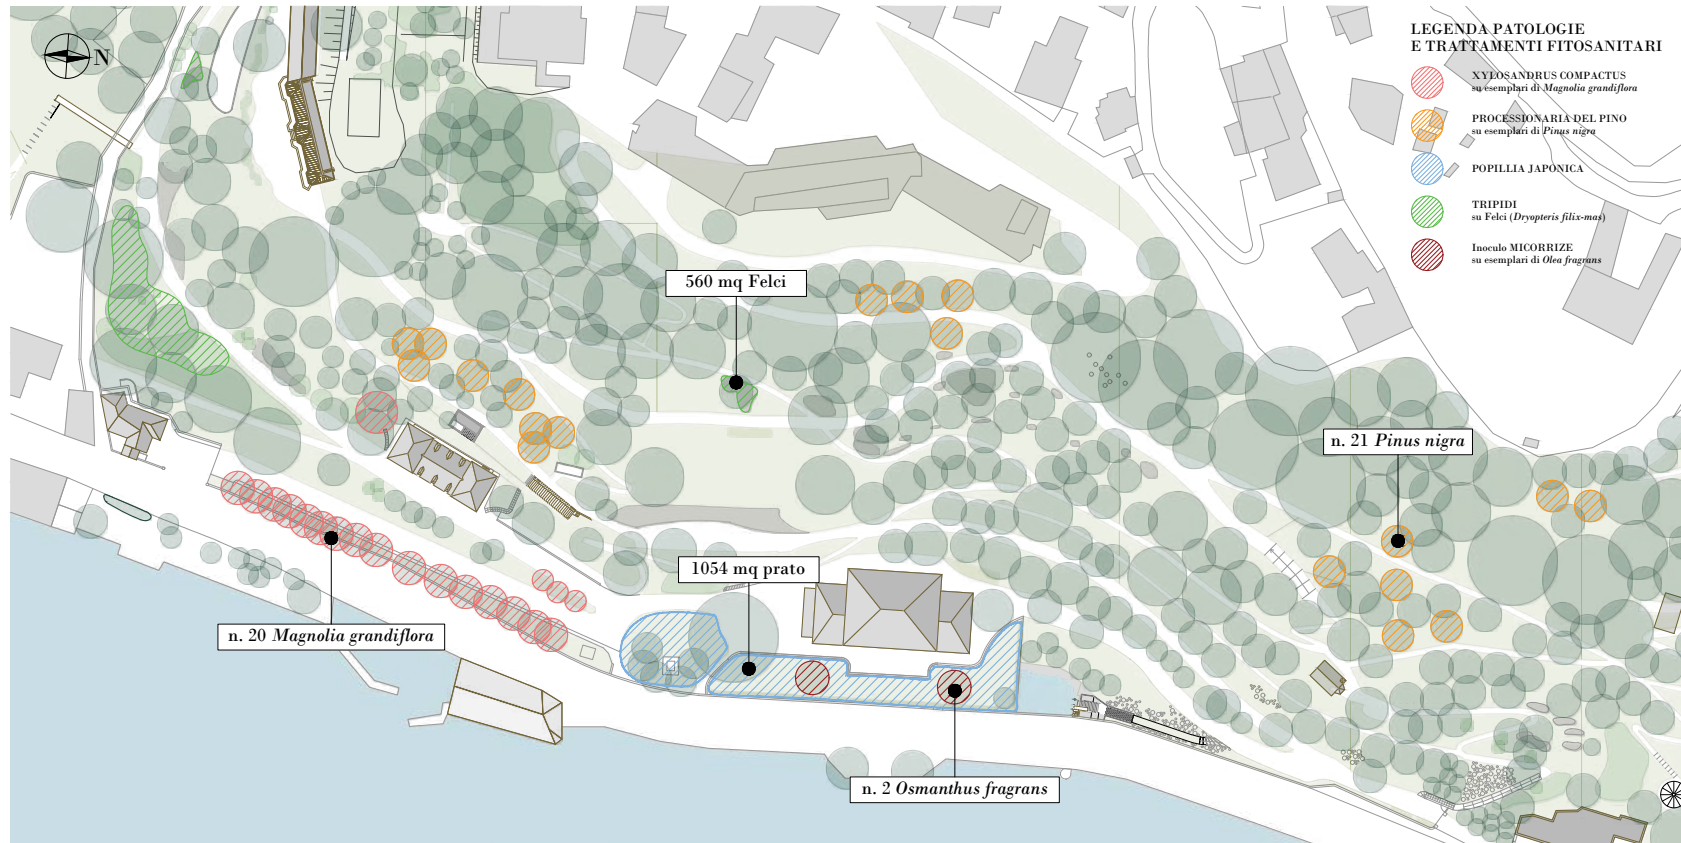 N
LEGENDA PATOLOGIE
E TRATTAMENTI FITOSANITARI
XYLOSANDRUS COMPACTUS
su esemplari di Magnolia grandiflora
PROCESSIONARIA DEL PINO
su esemplari di Pinus nigra
POPILLIA JAPONICA
TRIPIDI
su Felci (Dryopteris filix-mas)
Inoculo MICORRIZE
su esemplari di Olea fragrans
560 mq Felci
n. 21 Pinus nigra
1054 mq prato
n. 20 Magnolia grandiflora
n. 2 Osmanthus fragrans